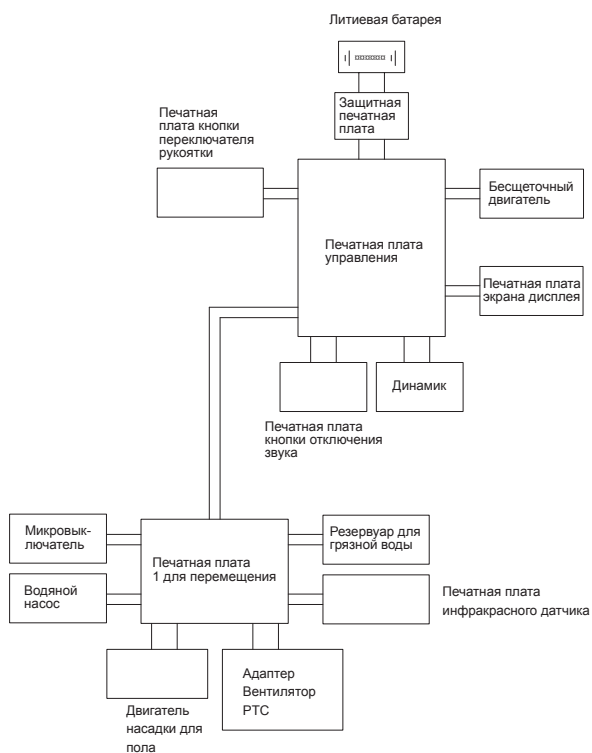 Литиевая батарея
Защитная
печатная
плата
Печатная
плата кнопки
переключателя
рукоятки
Бесщеточный
двигатель
Печатная плата
управления
Печатная плата
экрана дисплея
Динамик
Печатная плата
кнопки отключения
звука
Микровык-
лючатель
Печатная плата
1 для перемещения
Резервуар для
грязной воды
Водяной
насос
Печатная плата
инфракрасного датчика
Двигатель
насадки для
пола
Адаптер
Вентилятор
PTC